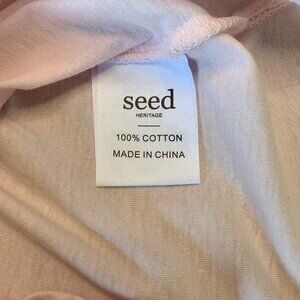 seed
HERITAGE
100% COTTON
MADE IN CHINA